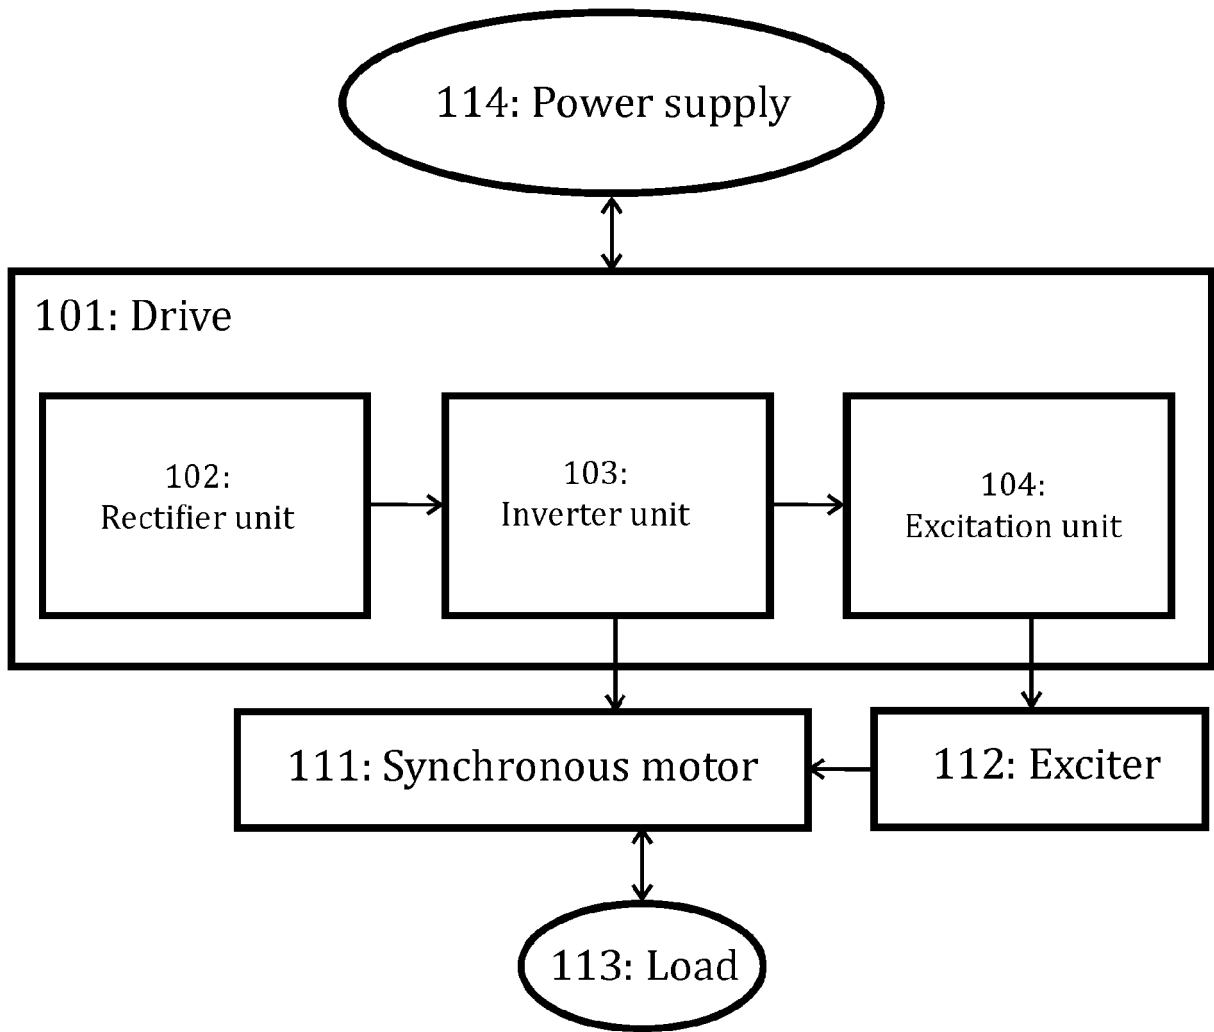 114: Power supply
101: Drive
102:
Rectifier unit
103:
Inverter unit
104:
Excitation unit
111: Synchronous motor
112: Exciter
113: Load